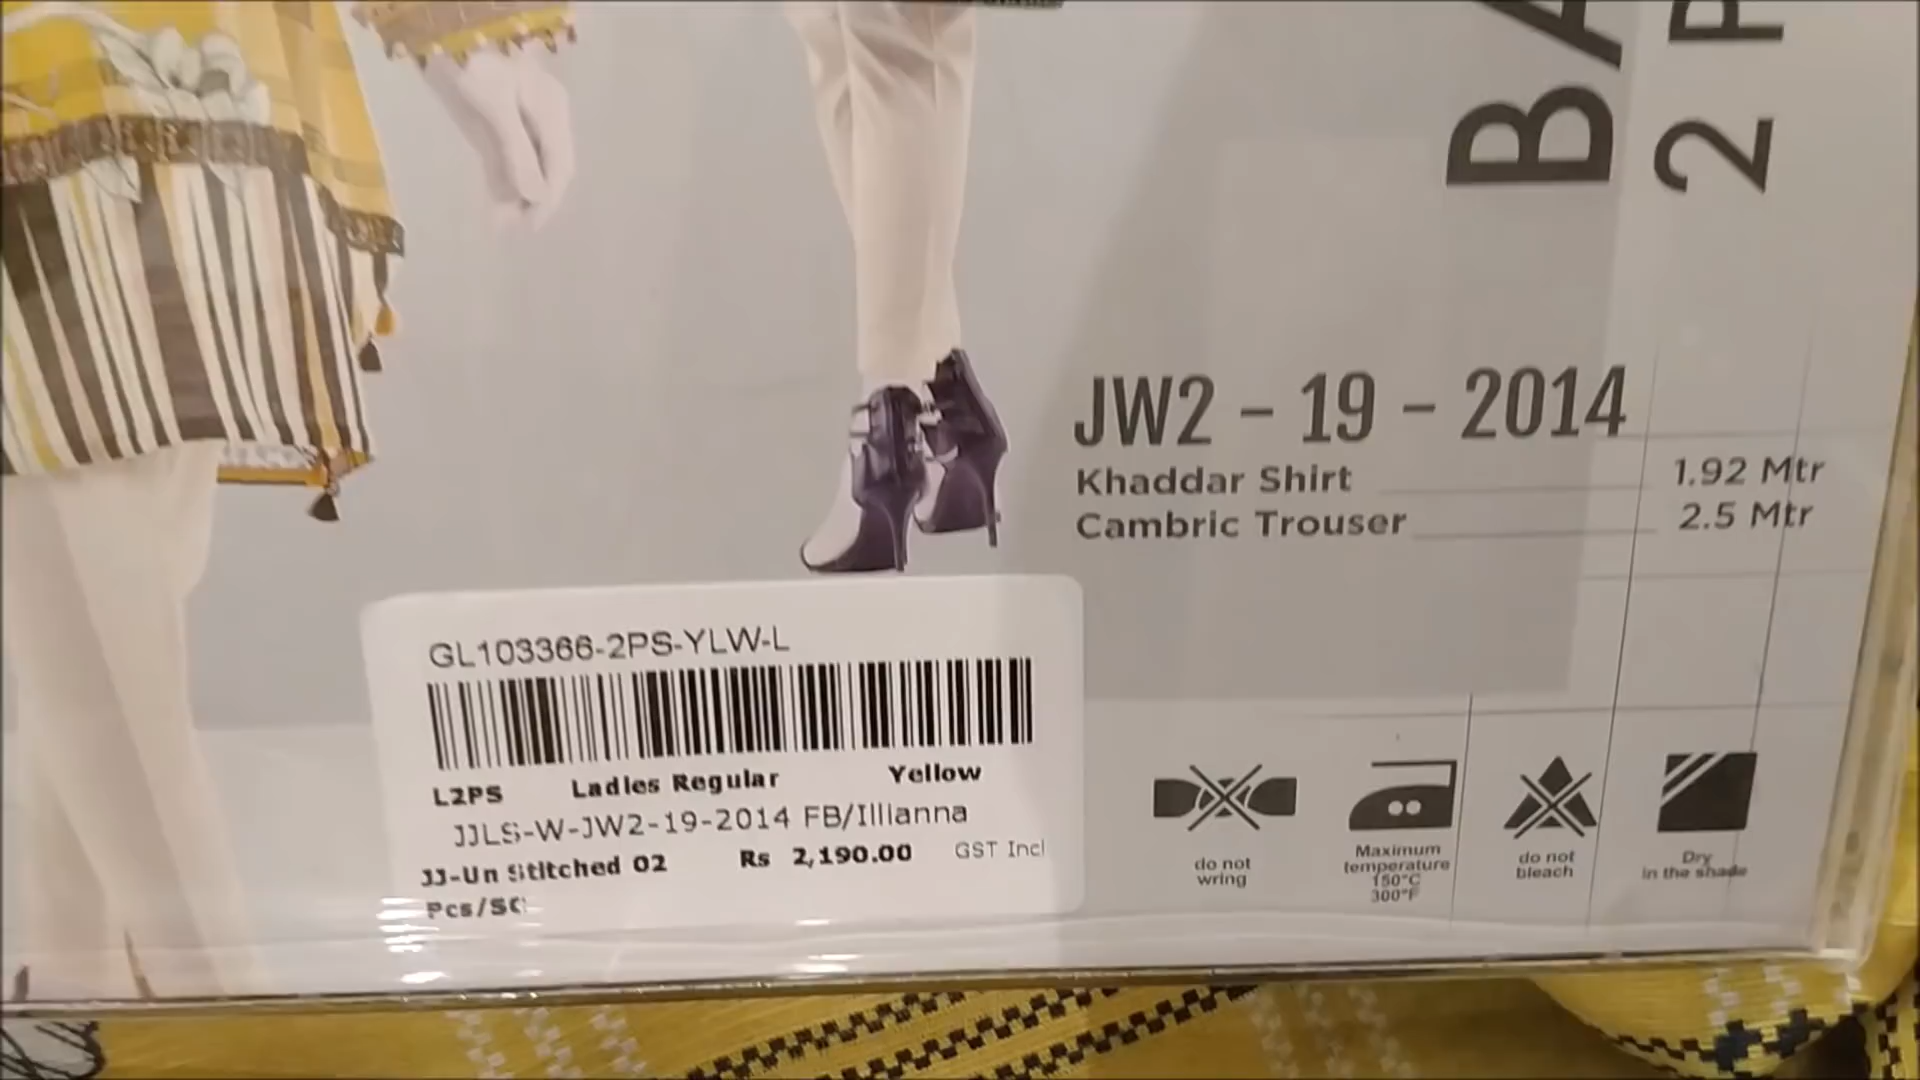 BA
2 P
JW2 – 19 – 2014
Khaddar Shirt 1.92 Mtr
Cambric Trouser 2.5 Mtr
GL103366-2PS-YLW-L
L2PS Ladies Regular Yellow
JJLS-W-JW2-19-2014 FB/Illianna
JJ-Un Stitched 02 Rs 2,190.00 GST Incl
Pcs/SC
do not
wring
Maximum
temperature
150°C
300°F
do not
bleach
Dry
in the shade